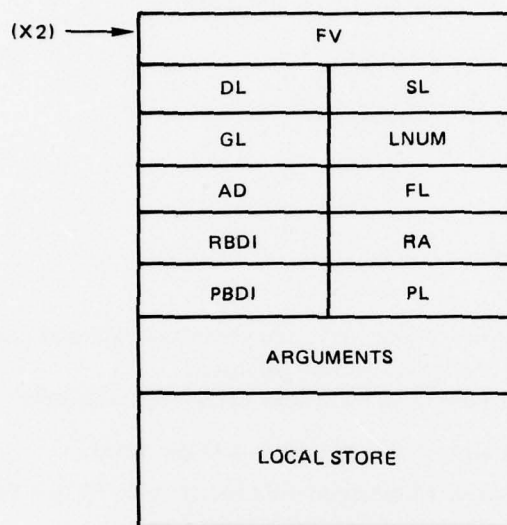 (X2)
FV
DL SL
GL LNUM
AD FL
RBDI RA
PBDI PL
ARGUMENTS
LOCAL STORE